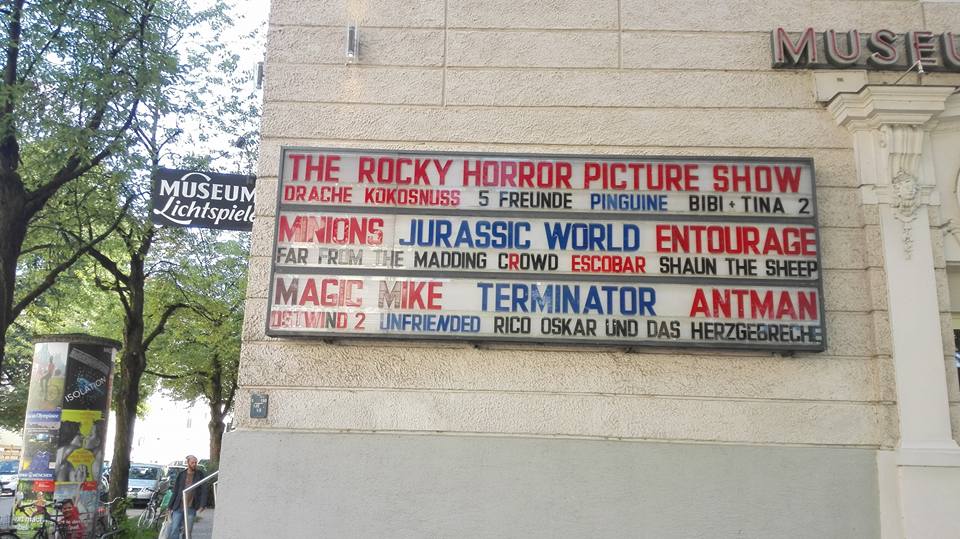 MUSEU
MUSEUM
Lichtspiele
THE ROCKY HORROR PICTURE SHOW
DRACHE KOKOSNUSS 5 FREUNDE PINGUINE BIBI + TINA 2
MINIONS JURASSIC WORLD ENTOURAGE
FAR FROM THE MADDING CROWD ESCOBAR SHAUN THE SHEEP
MAGIC MIKE TERMINATOR ANTMAN
OSTWIND 2 UNFRIENDED RICO OSKAR UND DAS HERZGEBRECHE
ISOLATION